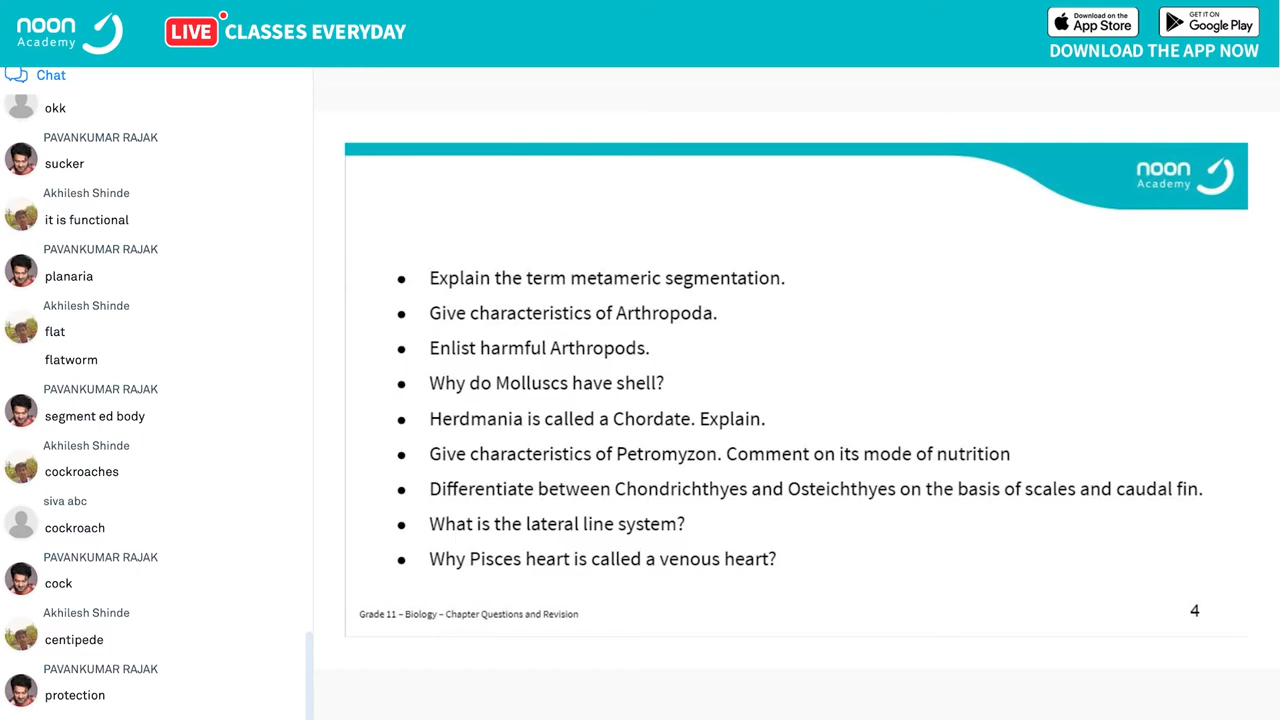 noon
Academy
LIVE CLASSES EVERYDAY
Download on the
App Store
GET IT ON
Google Play
DOWNLOAD THE APP NOW
Chat
okk
PAVANKUMAR RAJAK
sucker
Akhilesh Shinde
it is functional
PAVANKUMAR RAJAK
planaria
Akhilesh Shinde
flat
flatworm
PAVANKUMAR RAJAK
segment ed body
Akhilesh Shinde
cockroaches
siva abc
cockroach
PAVANKUMAR RAJAK
cock
Akhilesh Shinde
centipede
PAVANKUMAR RAJAK
protection
noon
Academy
• Explain the term metameric segmentation.
• Give characteristics of Arthropoda.
• Enlist harmful Arthropods.
• Why do Molluscs have shell?
• Herdmania is called a Chordate. Explain.
• Give characteristics of Petromyzon. Comment on its mode of nutrition
• Differentiate between Chondrichthyes and Osteichthyes on the basis of scales and caudal fin.
• What is the lateral line system?
• Why Pisces heart is called a venous heart?
Grade 11 – Biology – Chapter Questions and Revision
4